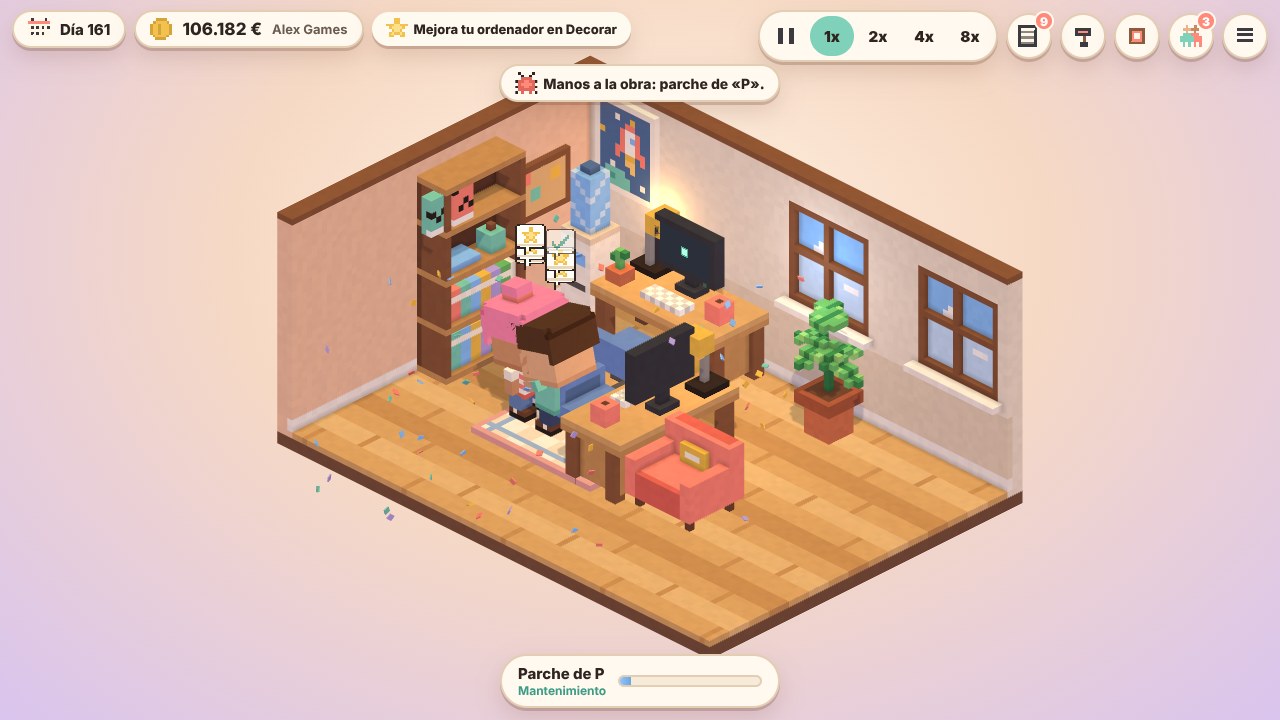 Día 161
106.182 € Alex Games
Mejora tu ordenador en Decorar
1x 2x 4x 8x
9
3
Manos a la obra: parche de «P».
Parche de P
Mantenimiento